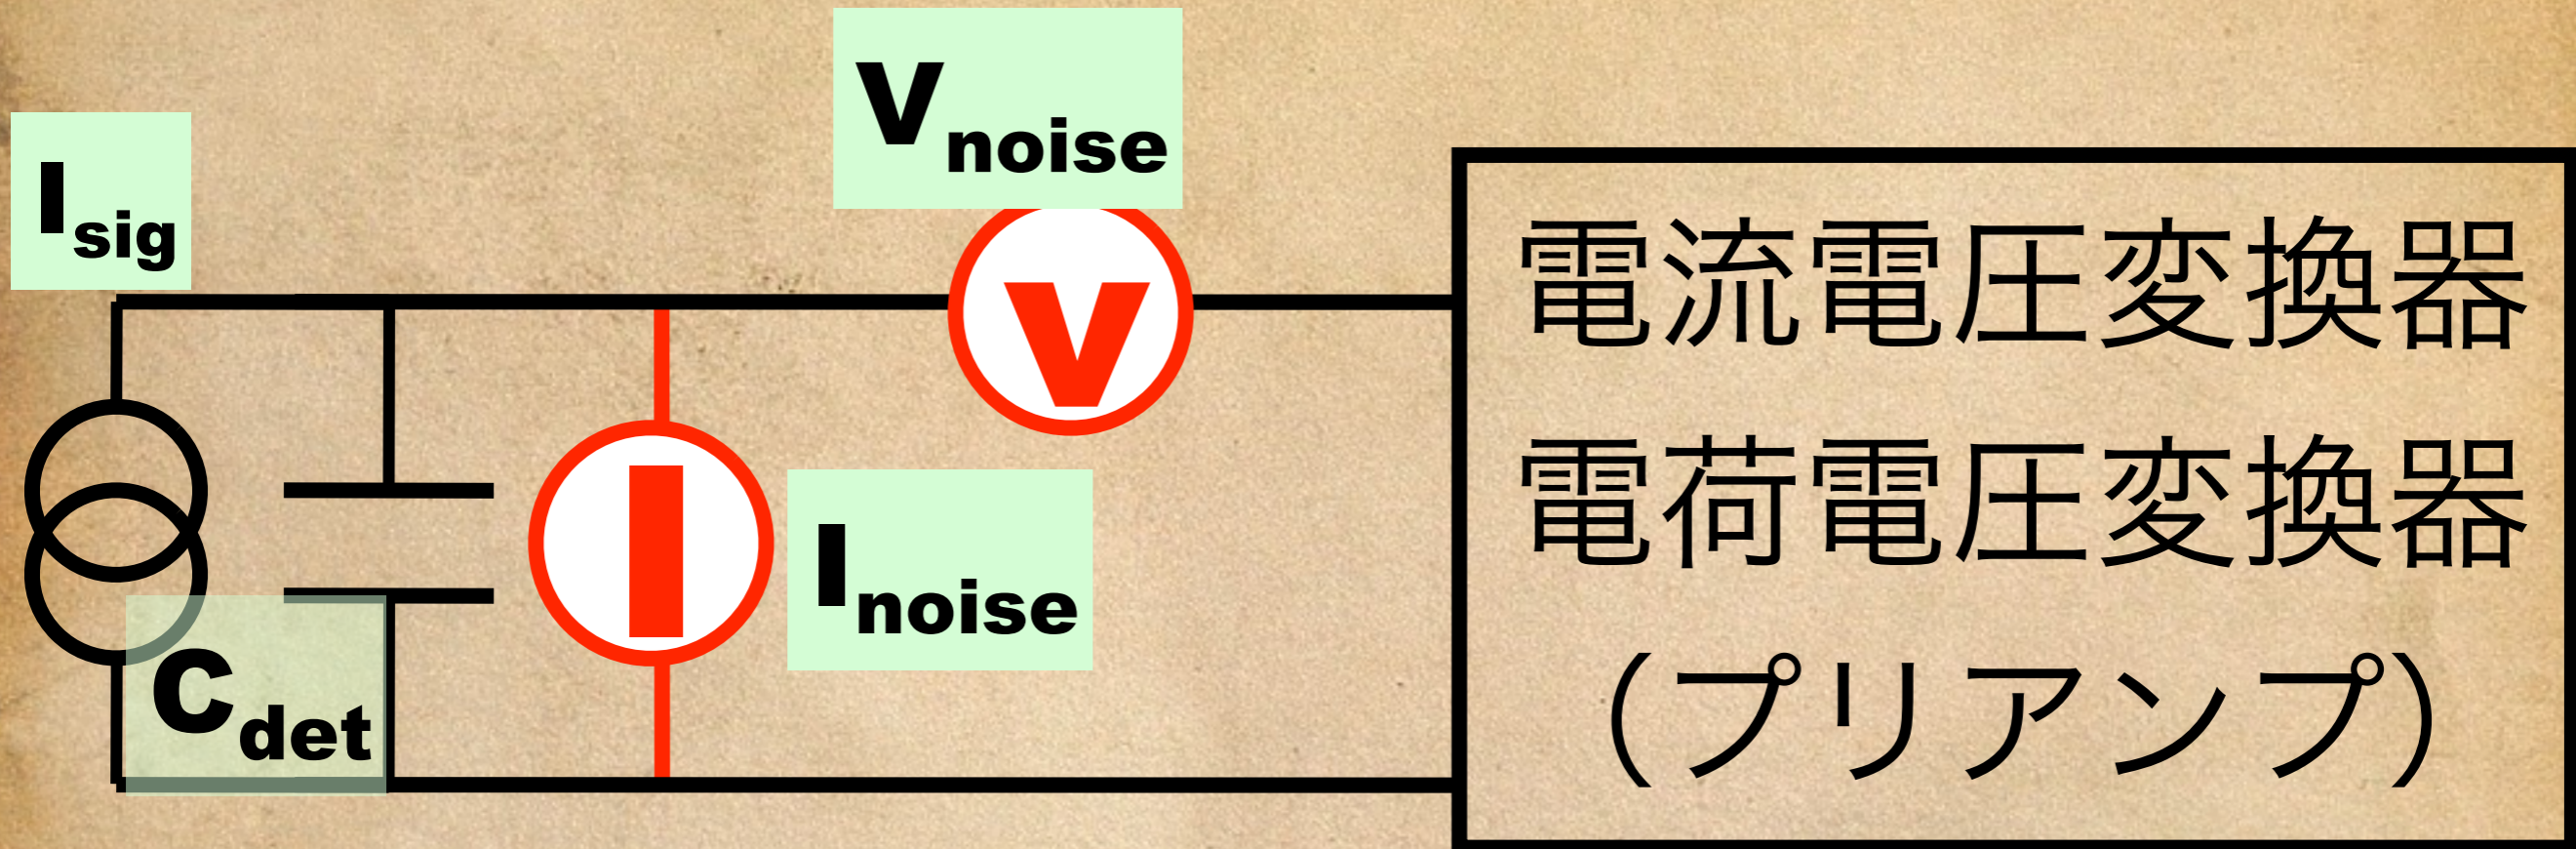 Vnoise
Isig
V
I
Inoise
Cdet
電流電圧変換器
電荷電圧変換器
(プリアンプ)